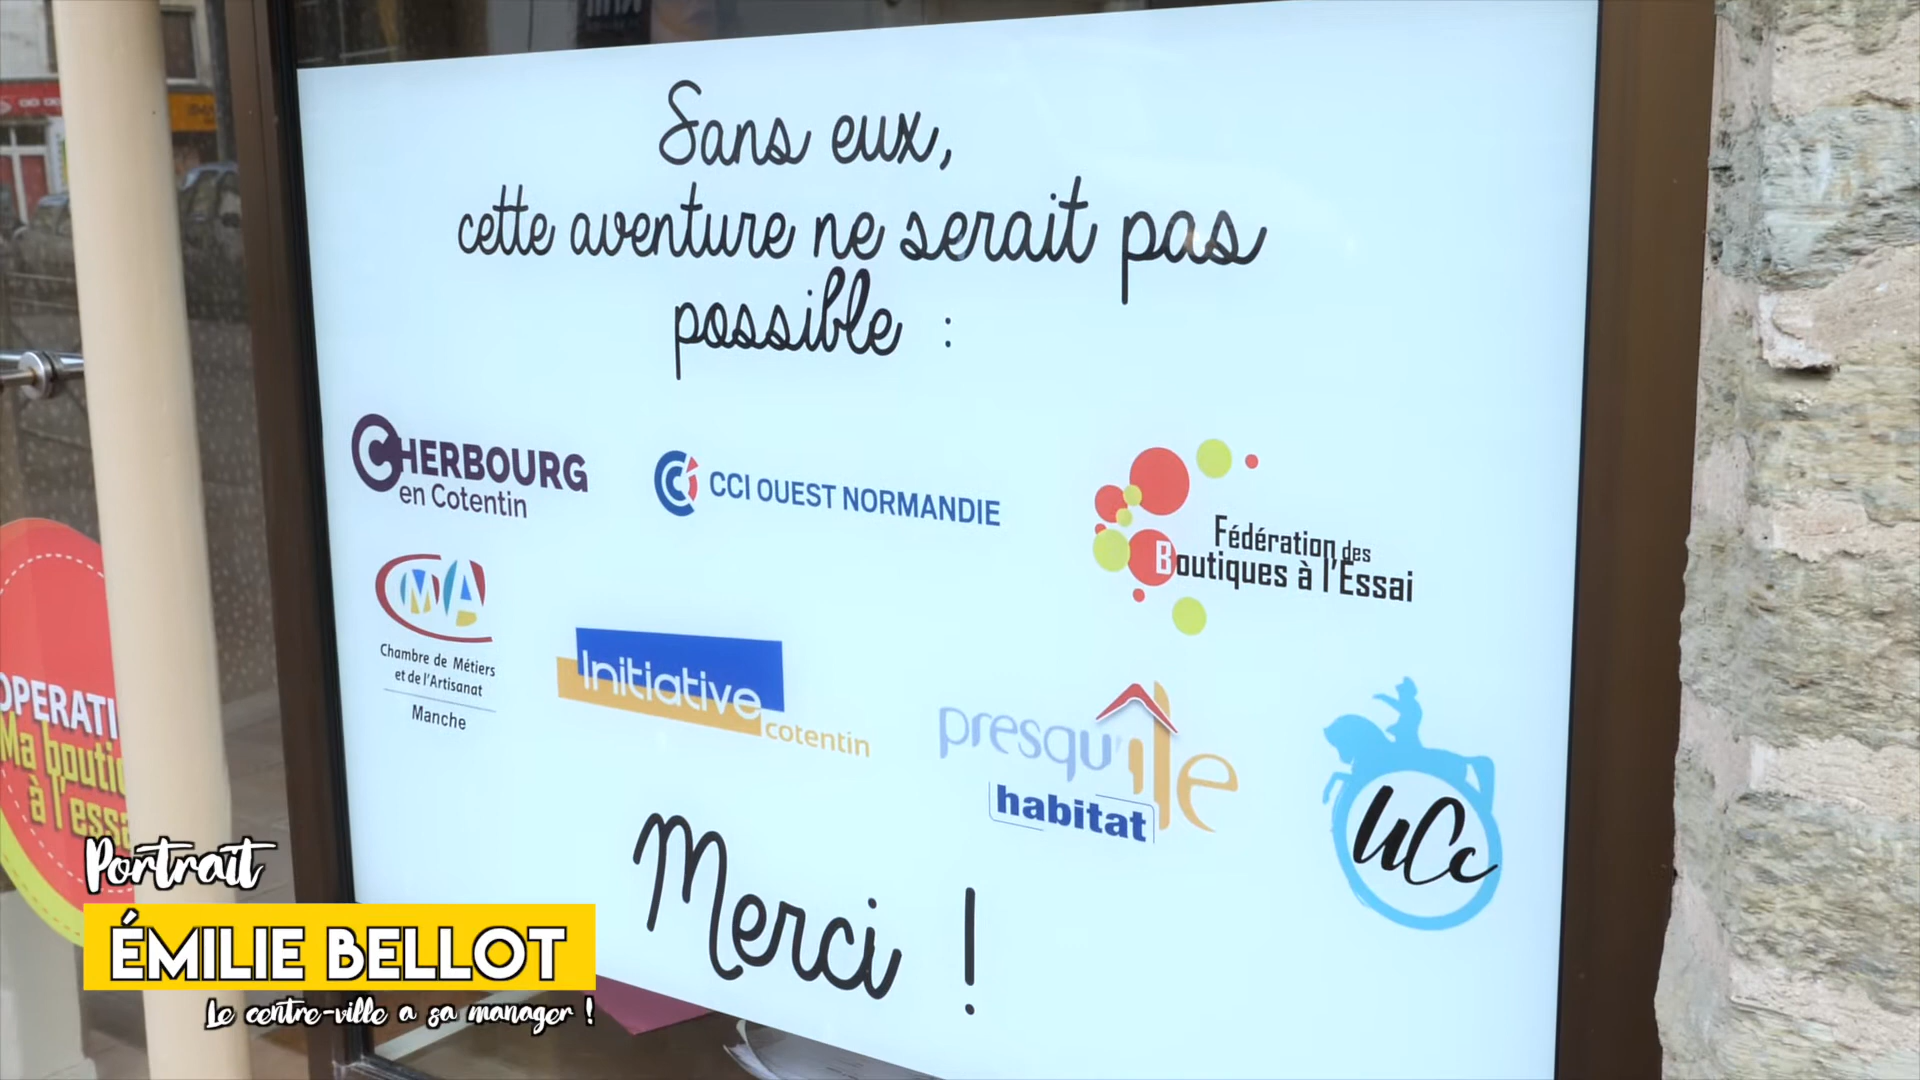 Sans eux,
cette aventure ne serait pas
possible :
CHERBOURG
en Cotentin
CCI OUEST NORMANDIE
Fédération des
Boutiques à l'Essai
CMA
Chambre de Métiers
et de l'Artisanat
Manche
Initiative
cotentin
presqu'île
habitat
UCc
Merci !
OPERATI
Ma boutiq
à l'essa
Portrait
ÉMILIE BELLOT
Le centre-ville a sa manager !